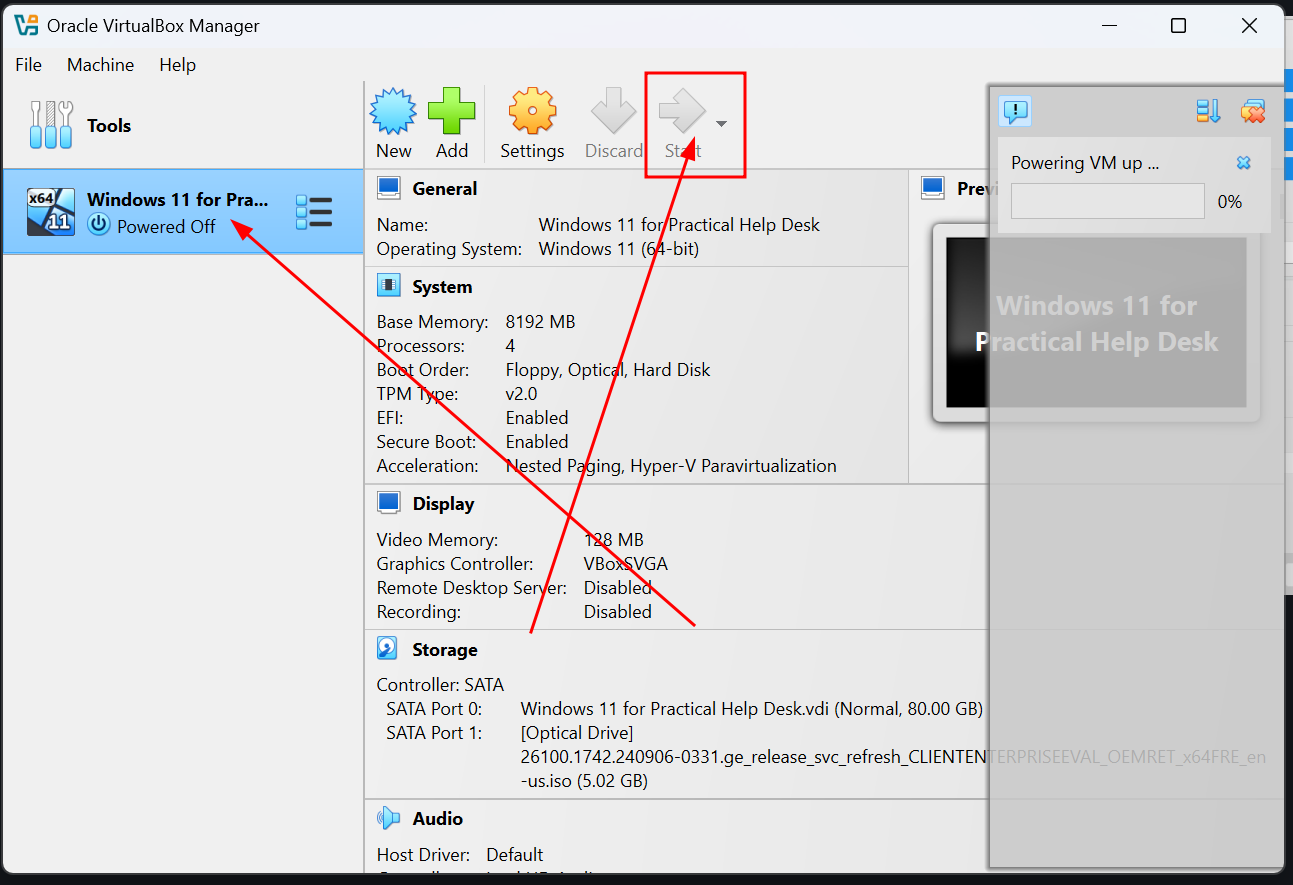 Oracle VirtualBox Manager
File Machine Help
Tools
New Add Settings Discard Start
x64 11
Windows 11 for Pra...
Powered Off
General
Name: Windows 11 for Practical Help Desk
Operating System: Windows 11 (64-bit)
System
Base Memory: 8192 MB
Processors: 4
Boot Order: Floppy, Optical, Hard Disk
TPM Type: v2.0
EFI: Enabled
Secure Boot: Enabled
Acceleration: Nested Paging, Hyper-V Paravirtualization
Display
Video Memory: 128 MB
Graphics Controller: VBoxSVGA
Remote Desktop Server: Disabled
Recording: Disabled
Storage
Controller: SATA
SATA Port 0: Windows 11 for Practical Help Desk.vdi (Normal, 80.00 GB)
SATA Port 1: [Optical Drive]
26100.1742.240906-0331.ge_release_svc_refresh_CLIENTENTERPRISEEVAL_OEMRET_x64FRE_en
-us.iso (5.02 GB)
Audio
Host Driver: Default
Previ
Powering VM up ...
0%
Windows 11 for
Practical Help Desk